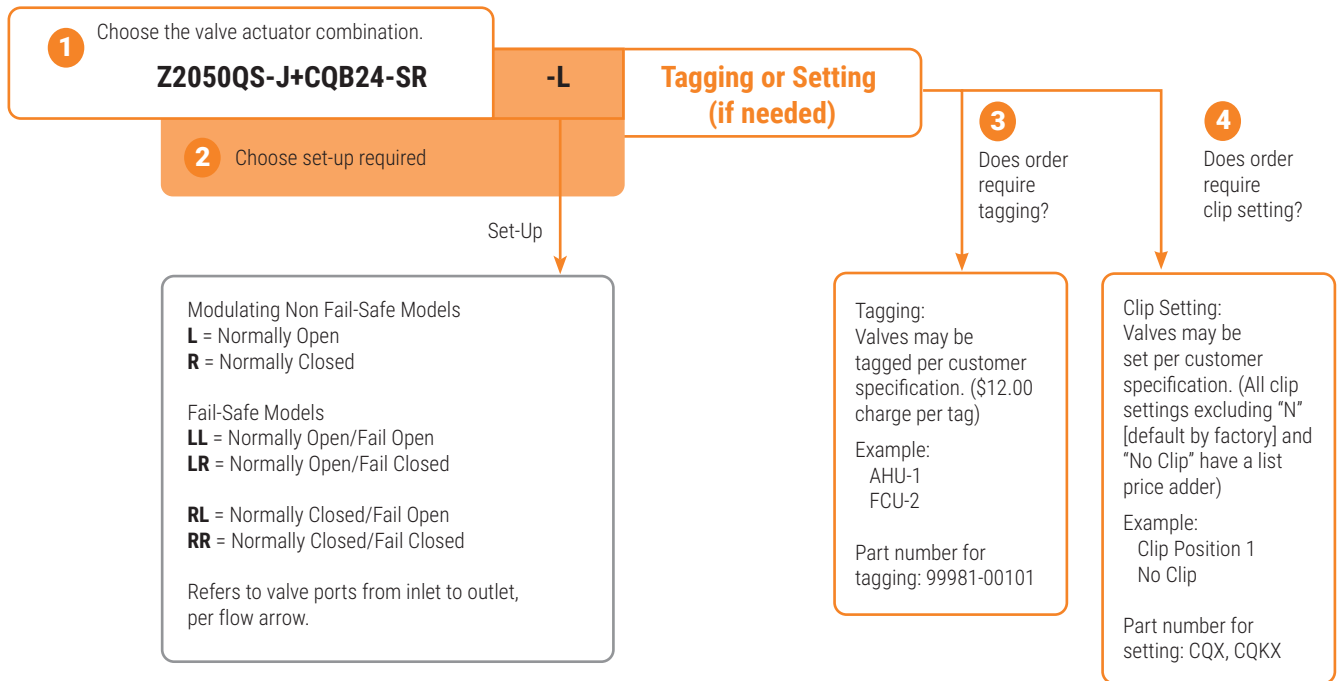 1
Choose the valve actuator combination.
Z2050QS-J+CQB24-SR
-L
Tagging or Setting
(if needed)
2
Choose set-up required
Set-Up
Modulating Non Fail-Safe Models
L = Normally Open
R = Normally Closed
Fail-Safe Models
LL = Normally Open/Fail Open
LR = Normally Open/Fail Closed
RL = Normally Closed/Fail Open
RR = Normally Closed/Fail Closed
Refers to valve ports from inlet to outlet,
per flow arrow.
3
Does order
require
tagging?
Tagging:
Valves may be
tagged per customer
specification. ($12.00
charge per tag)
Example:
AHU-1
FCU-2
Part number for
tagging: 99981-00101
4
Does order
require
clip setting?
Clip Setting:
Valves may be
set per customer
specification. (All clip
settings excluding “N”
[default by factory] and
“No Clip” have a list
price adder)
Example:
Clip Position 1
No Clip
Part number for
setting: CQX, CQKX